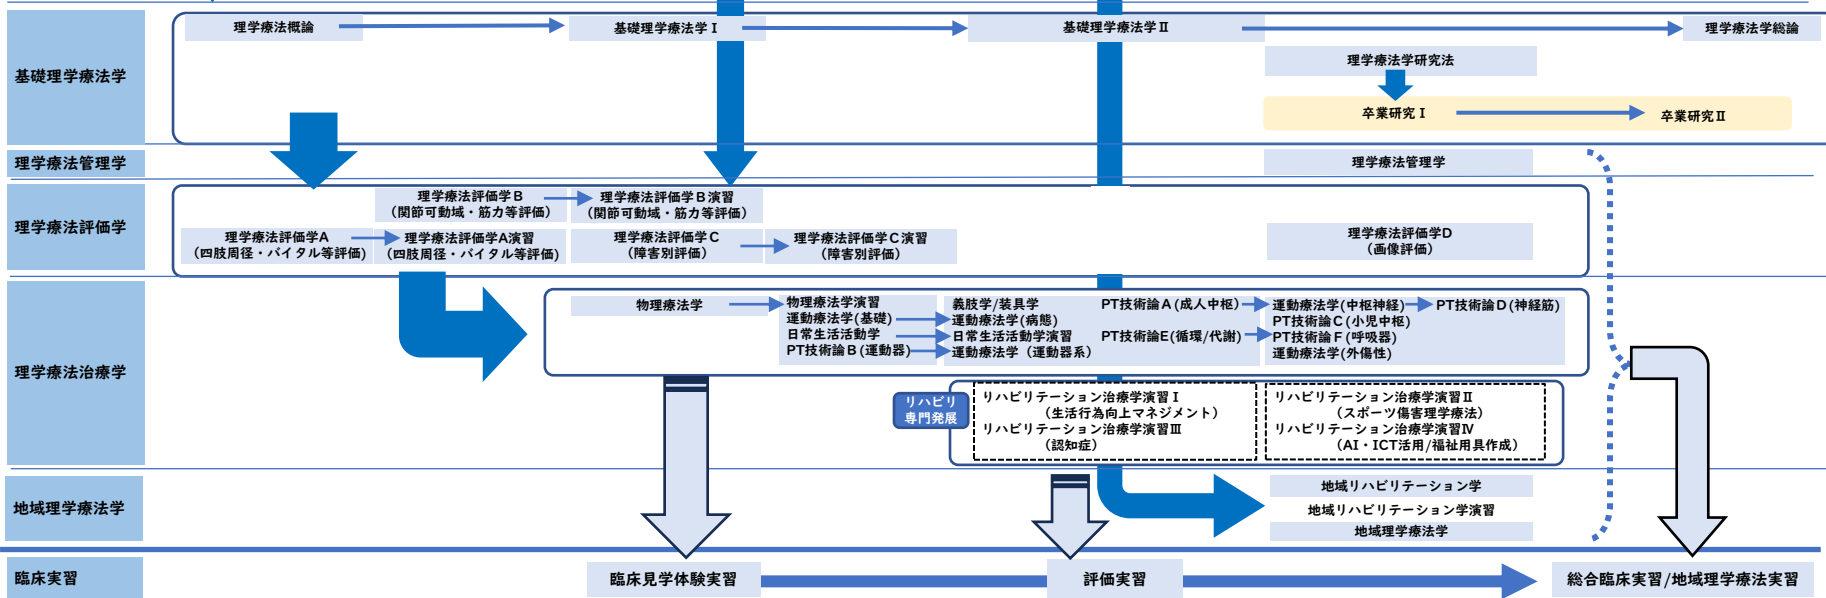 基礎理学療法学
理学療法概論
基礎理学療法学Ⅰ
基礎理学療法学Ⅱ
理学療法学総論
理学療法学研究法
卒業研究Ⅰ
卒業研究Ⅱ
理学療法管理学
理学療法管理学
理学療法評価学
理学療法評価学B
(関節可動域・筋力等評価)
理学療法評価学B演習
(関節可動域・筋力等評価)
理学療法評価学A
(四肢周径・バイタル等評価)
理学療法評価学A演習
(四肢周径・バイタル等評価)
理学療法評価学C
(障害別評価)
理学療法評価学C演習
(障害別評価)
理学療法評価学D
(画像評価)
理学療法治療学
物理療法学
物理療法学演習
運動療法学(基礎)
日常生活活動学
PT技術論B(運動器)
義肢学/装具学
運動療法学(病態)
日常生活活動学演習
運動療法学（運動器系）
PT技術論A(成人中枢)
PT技術論E(循環/代謝)
運動療法学(中枢神経)
PT技術論C(小児中枢)
PT技術論F(呼吸器)
運動療法学(外傷性)
PT技術論D(神経筋)
リハビリ
専門発展
リハビリテーション治療学演習Ⅰ
(生活行為向上マネジメント)
リハビリテーション治療学演習Ⅲ
(認知症)
リハビリテーション治療学演習Ⅱ
(スポーツ傷害理学療法)
リハビリテーション治療学演習Ⅳ
(AI・ICT活用/福祉用具作成)
地域理学療法学
地域リハビリテーション学
地域リハビリテーション学演習
地域理学療法学
臨床実習
臨床見学体験実習
評価実習
総合臨床実習/地域理学療法実習